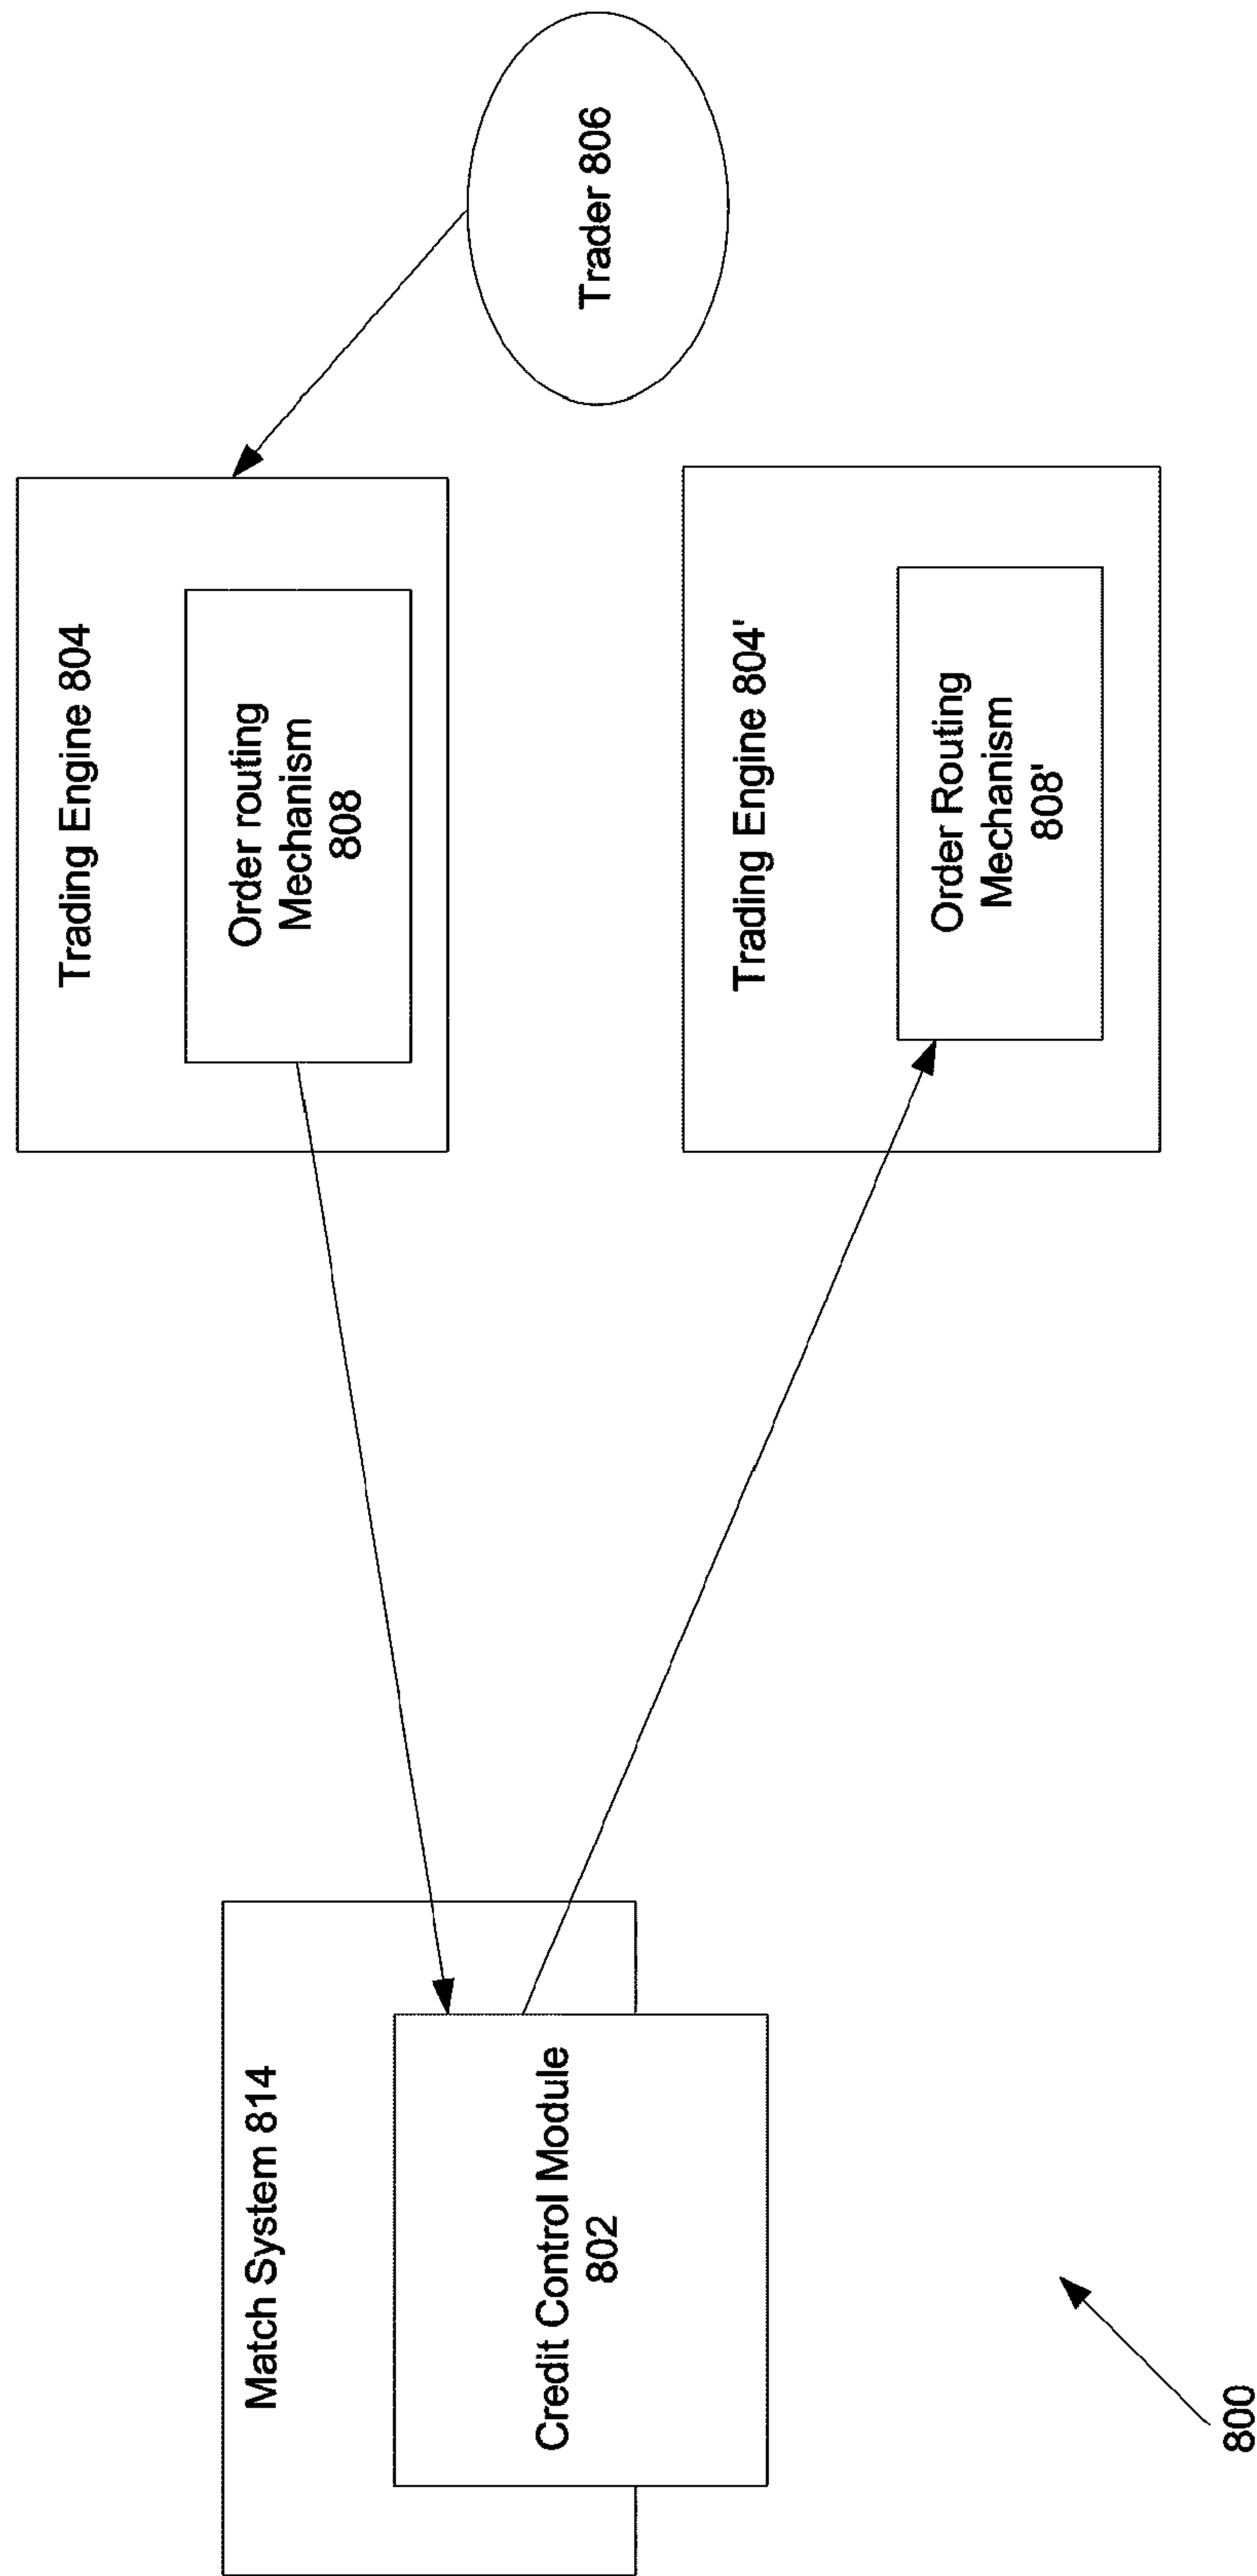 Match System 814
Credit Control Module
802
Trading Engine 804
Order routing
Mechanism
808
Trading Engine 804'
Order Routing
Mechanism
808'
Trader 806
800